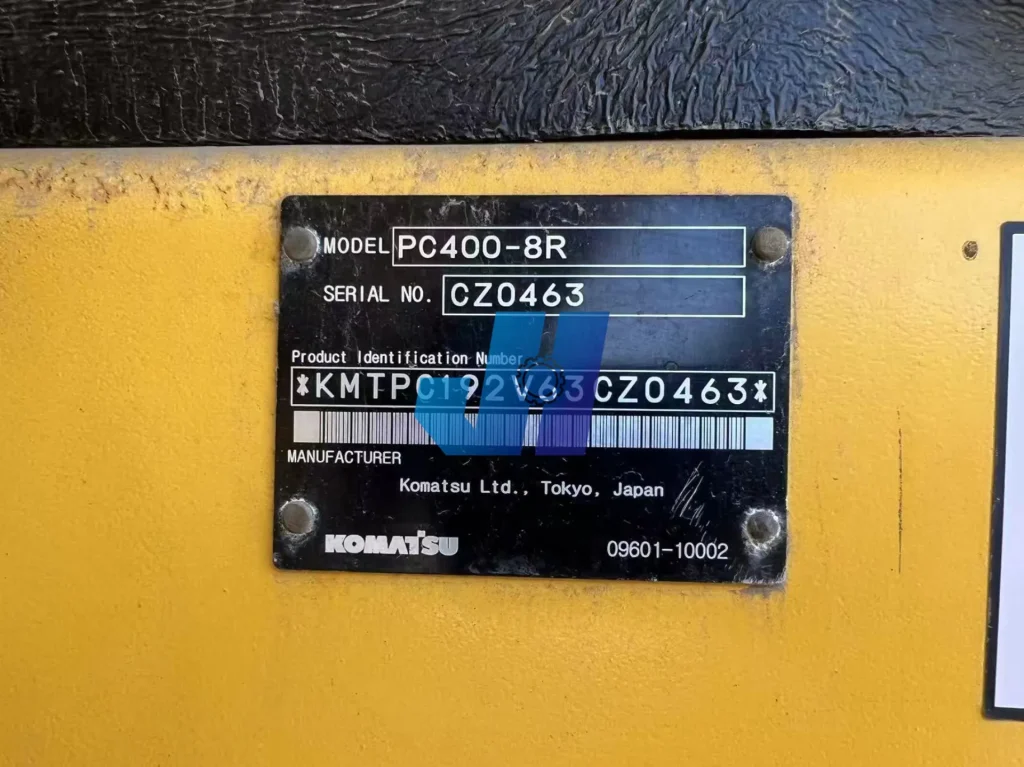 MODEL PC400-8R
SERIAL NO. CZ0463
Product Identification Number
*KMTPC192V63CZ0463*
MANUFACTURER
Komatsu Ltd., Tokyo, Japan
KOMATSU
09601-10002